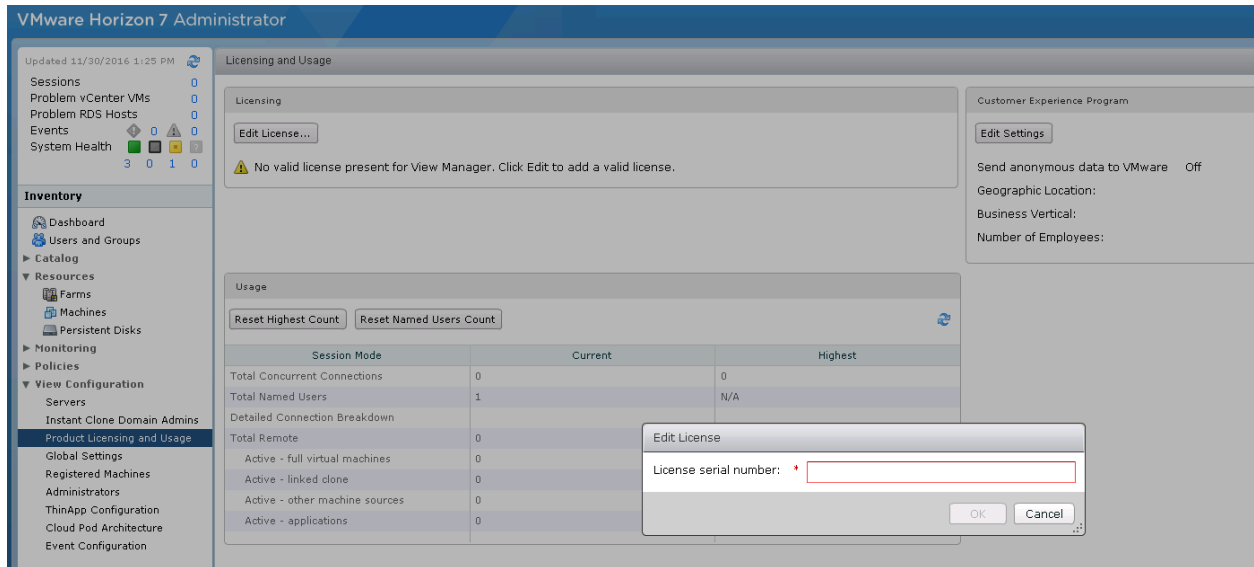 VMware Horizon 7 Administrator
Updated 11/30/2016 1:25 PM
Sessions 0
Problem vCenter VMs 0
Problem RDS Hosts 0
Events 0 0
System Health
3 0 1 0
Inventory
Dashboard
Users and Groups
Catalog
Resources
Farms
Machines
Persistent Disks
Monitoring
Policies
View Configuration
Servers
Instant Clone Domain Admins
Product Licensing and Usage
Global Settings
Registered Machines
Administrators
ThinApp Configuration
Cloud Pod Architecture
Event Configuration
Licensing and Usage
Licensing
Edit License...
No valid license present for View Manager. Click Edit to add a valid license.
Customer Experience Program
Edit Settings
Send anonymous data to VMware Off
Geographic Location:
Business Vertical:
Number of Employees:
Usage
Reset Highest Count Reset Named Users Count
Session Mode Current Highest
Total Concurrent Connections 0 0
Total Named Users 1 N/A
Detailed Connection Breakdown
Total Remote 0
Active - full virtual machines 0
Active - linked clone 0
Active - other machine sources 0
Active - applications 0
Edit License
License serial number: *
OK Cancel